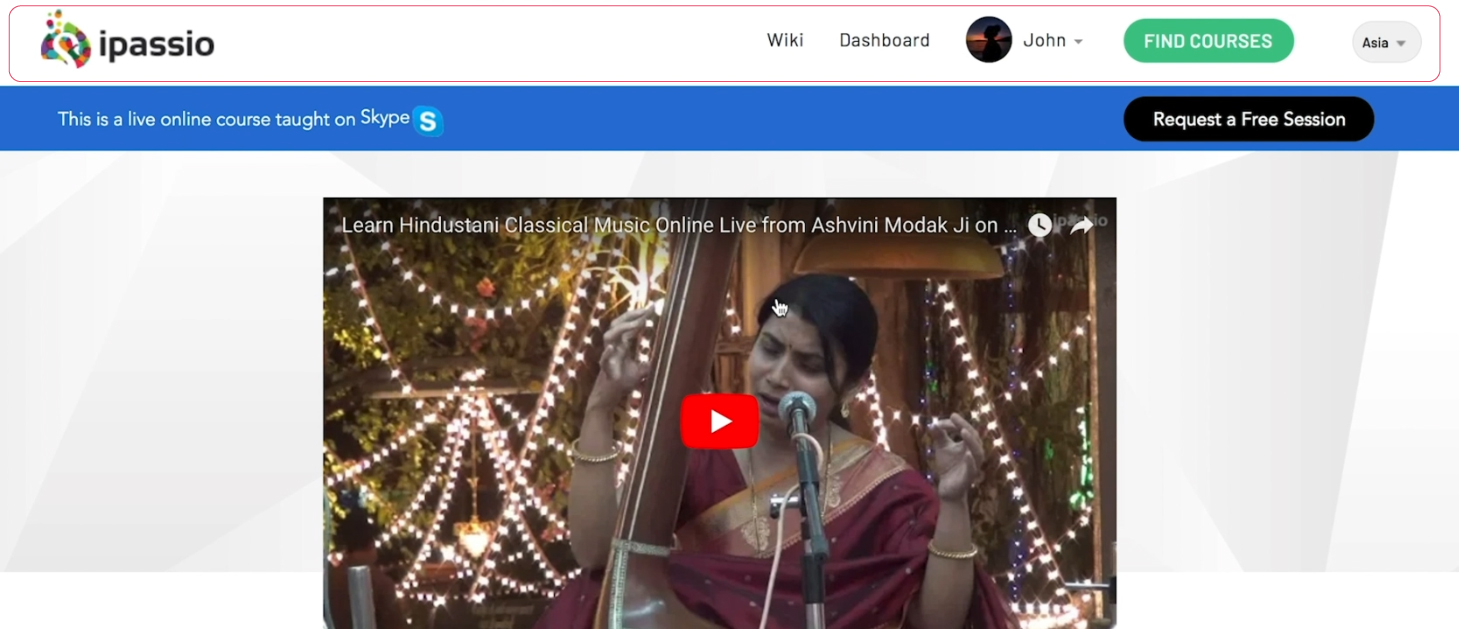 ipassio
Wiki Dashboard John FIND COURSES Asia
This is a live online course taught on Skype S Request a Free Session
Learn Hindustani Classical Music Online Live from Ashvini Modak Ji on ... ipassio